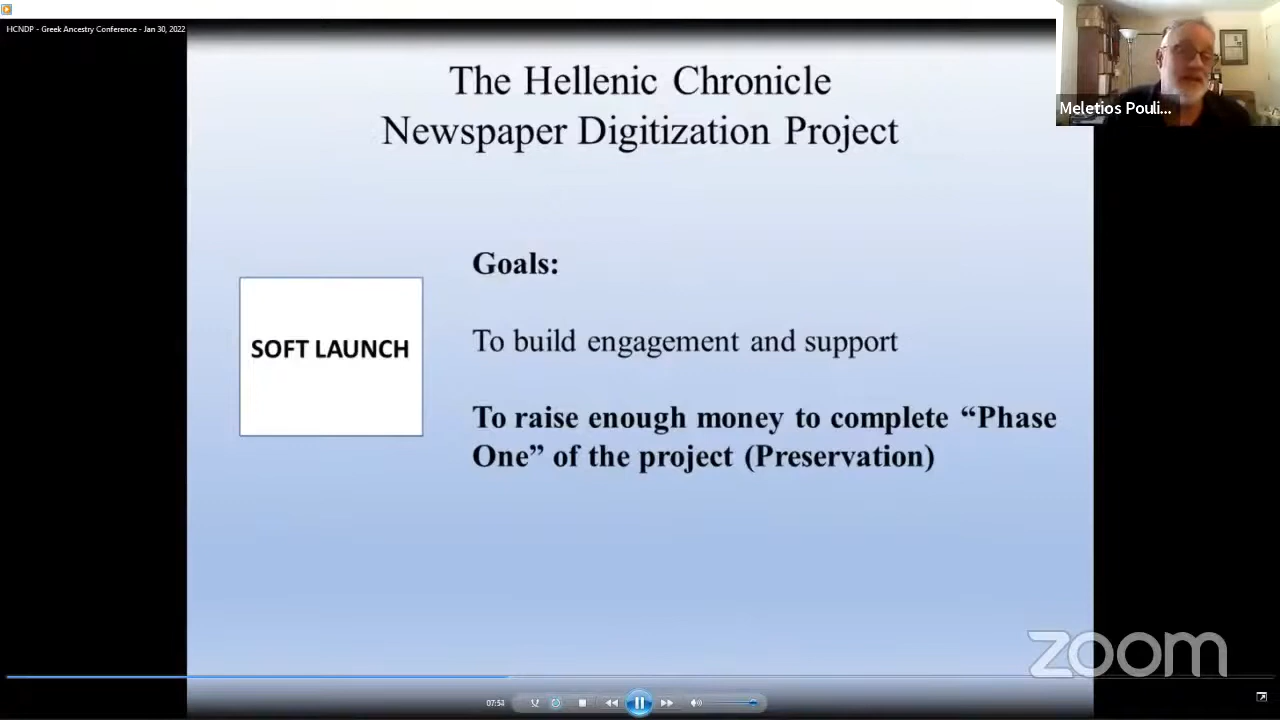 HCNDP - Greek Ancestry Conference - Jan 30, 2022
Meletios Pouli...
The Hellenic Chronicle
Newspaper Digitization Project
Goals:
SOFT LAUNCH
To build engagement and support
To raise enough money to complete “Phase
One” of the project (Preservation)
zoom
07:53